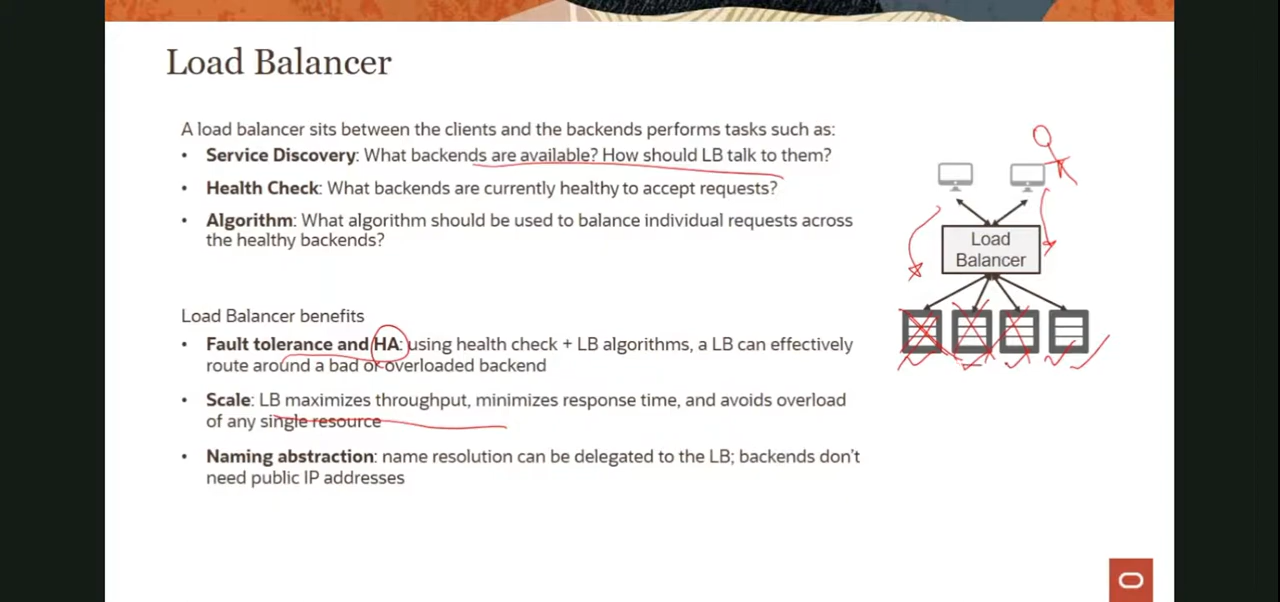 Load Balancer
A load balancer sits between the clients and the backends performs tasks such as:
• Service Discovery: What backends are available? How should LB talk to them?
• Health Check: What backends are currently healthy to accept requests?
• Algorithm: What algorithm should be used to balance individual requests across
the healthy backends?
Load Balancer benefits
• Fault tolerance and HA: using health check + LB algorithms, a LB can effectively
route around a bad or overloaded backend
• Scale: LB maximizes throughput, minimizes response time, and avoids overload
of any single resource
• Naming abstraction: name resolution can be delegated to the LB; backends don't
need public IP addresses
Load
Balancer